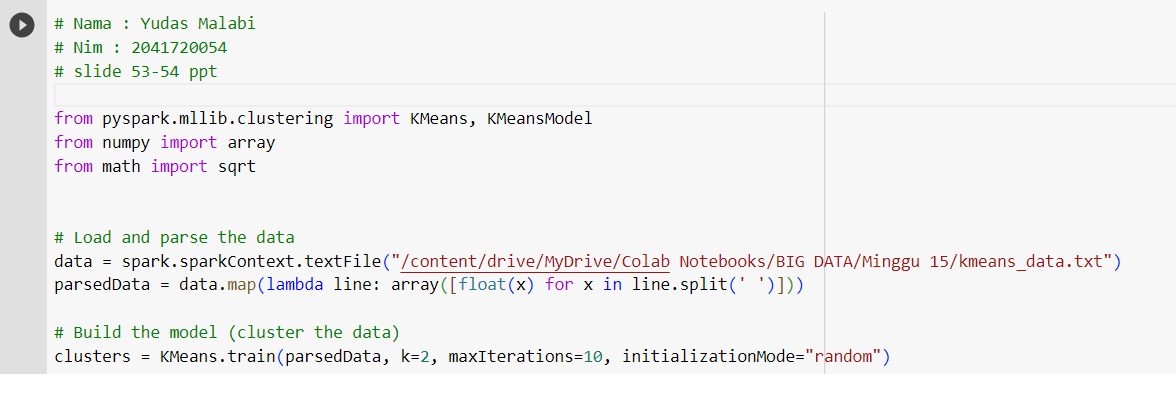 # Nama : Yudas Malabi
# Nim : 2041720054
# slide 53-54 ppt
from pyspark.mllib.clustering import KMeans, KMeansModel
from numpy import array
from math import sqrt
# Load and parse the data
data = spark.sparkContext.textFile("/content/drive/MyDrive/Colab Notebooks/BIG DATA/Minggu 15/kmeans_data.txt")
parsedData = data.map(lambda line: array([float(x) for x in line.split(' ')]))
# Build the model (cluster the data)
clusters = KMeans.train(parsedData, k=2, maxIterations=10, initializationMode="random")